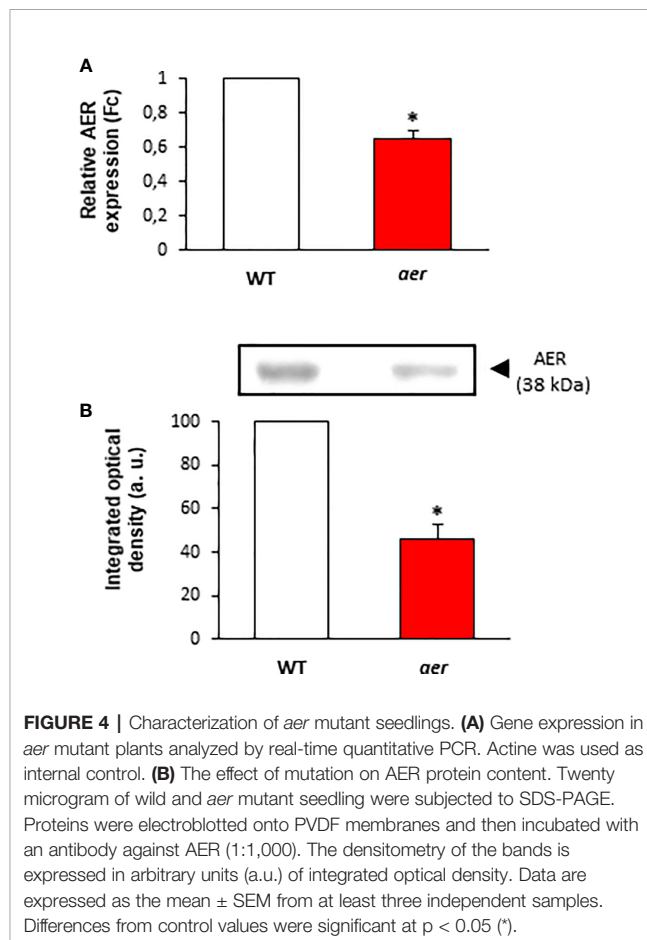 A
Relative AER
expression (Fc)
1
0,8
0,6
0,4
0,2
0
*
WT
aer
AER
(38 kDa)
B
Integrated optical
density (a. u.)
100
80
60
40
20
0
*
WT
aer
FIGURE 4 | Characterization of aer mutant seedlings. (A) Gene expression in
aer mutant plants analyzed by real-time quantitative PCR. Actine was used as
internal control. (B) The effect of mutation on AER protein content. Twenty
microgram of wild and aer mutant seedling were subjected to SDS-PAGE.
Proteins were electroblotted onto PVDF membranes and then incubated with
an antibody against AER (1:1,000). The densitometry of the bands is
expressed in arbitrary units (a.u.) of integrated optical density. Data are
expressed as the mean ± SEM from at least three independent samples.
Differences from control values were significant at p < 0.05 (*).